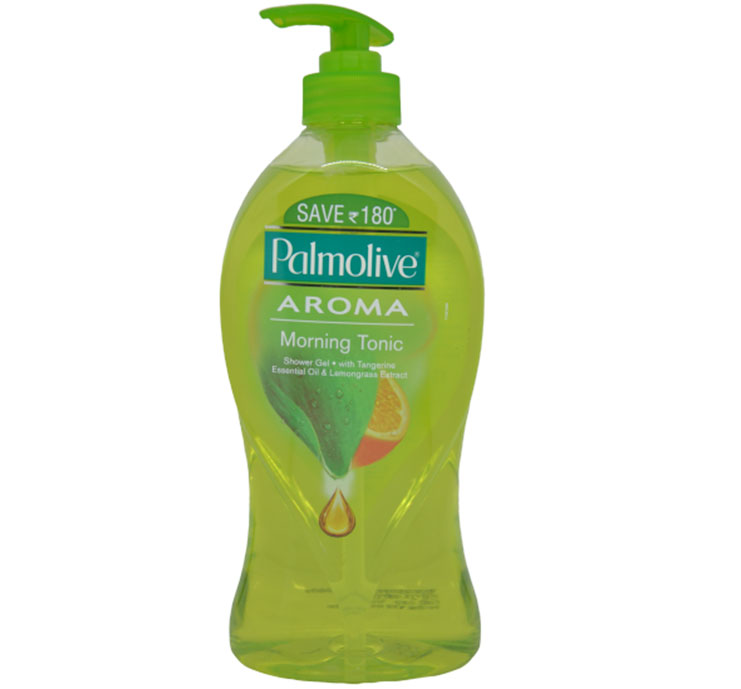 SAVE ₹180*
Palmolive®
AROMA
Morning Tonic
Shower Gel • with Tangerine
Essential Oil & Lemongrass Extract